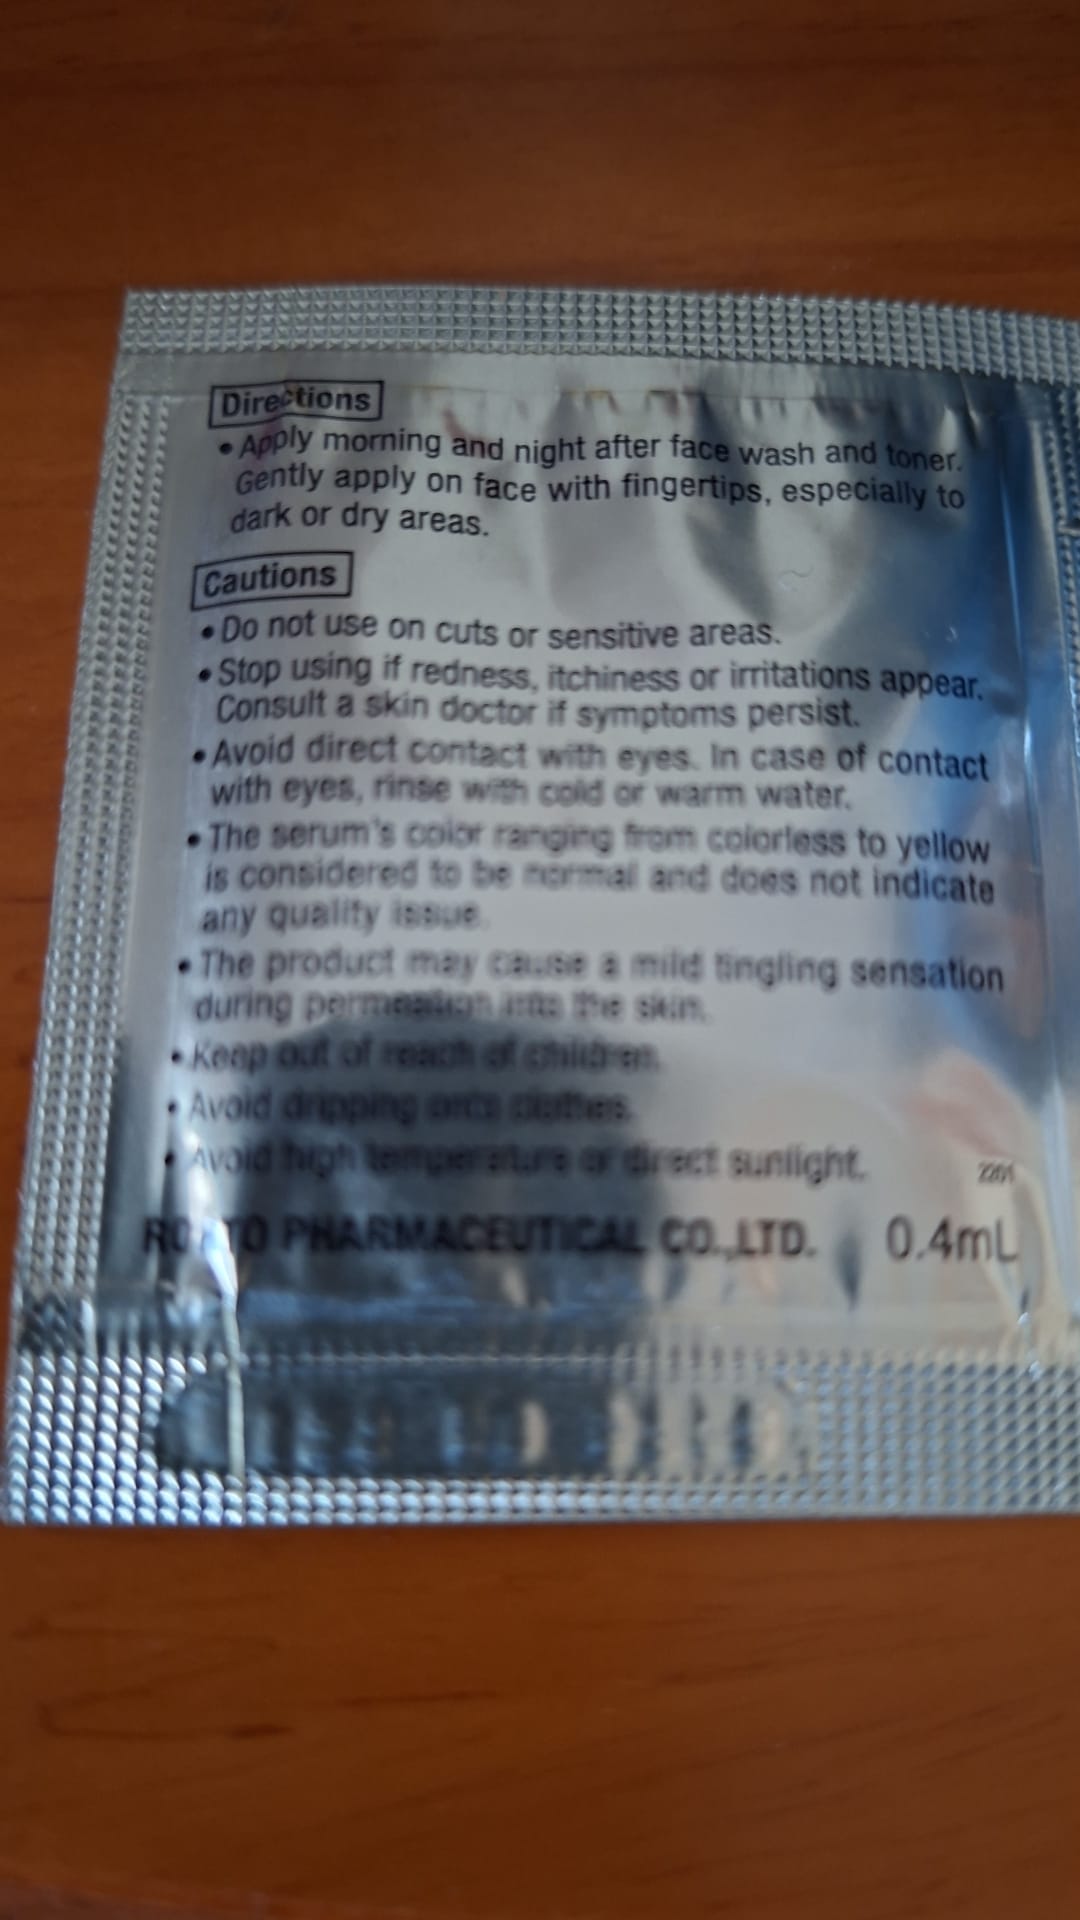 Directions
• Apply morning and night after face wash and toner.
Gently apply on face with fingertips, especially to
dark or dry areas.
Cautions
• Do not use on cuts or sensitive areas.
• Stop using if redness, itchiness or irritations appear.
Consult a skin doctor if symptoms persist.
• Avoid direct contact with eyes. In case of contact
with eyes, rinse with cold or warm water.
• The serum's color ranging from colorless to yellow
is considered to be normal and does not indicate
any quality issue.
• The product may cause a mild tingling sensation
during permeation into the skin.
• Keep out of reach of children.
• Avoid dripping onto clothes.
• Avoid high temperature or direct sunlight.
2201
PHARMACEUTICAL CO.,LTD. 0.4mL